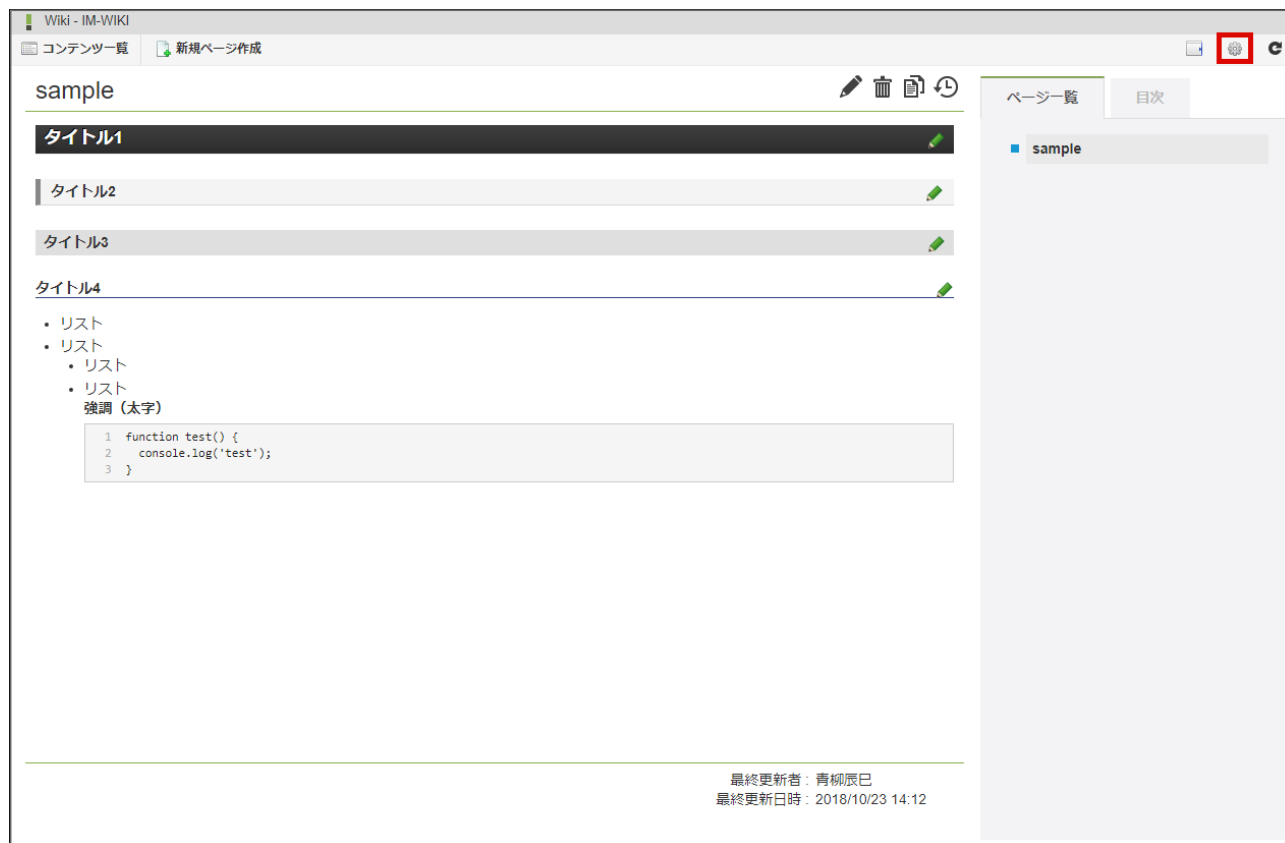 Wiki - IM-WIKI
コンテンツ一覧 新規ページ作成
sample
ページ一覧 目次
タイトル1
sample
タイトル2
タイトル3
タイトル4
• リスト
• リスト
• リスト
• リスト
強調（太字）
1 function test() {
2 console.log('test');
3 }
最終更新者 : 青柳辰巳
最終更新日時 : 2018/10/23 14:12